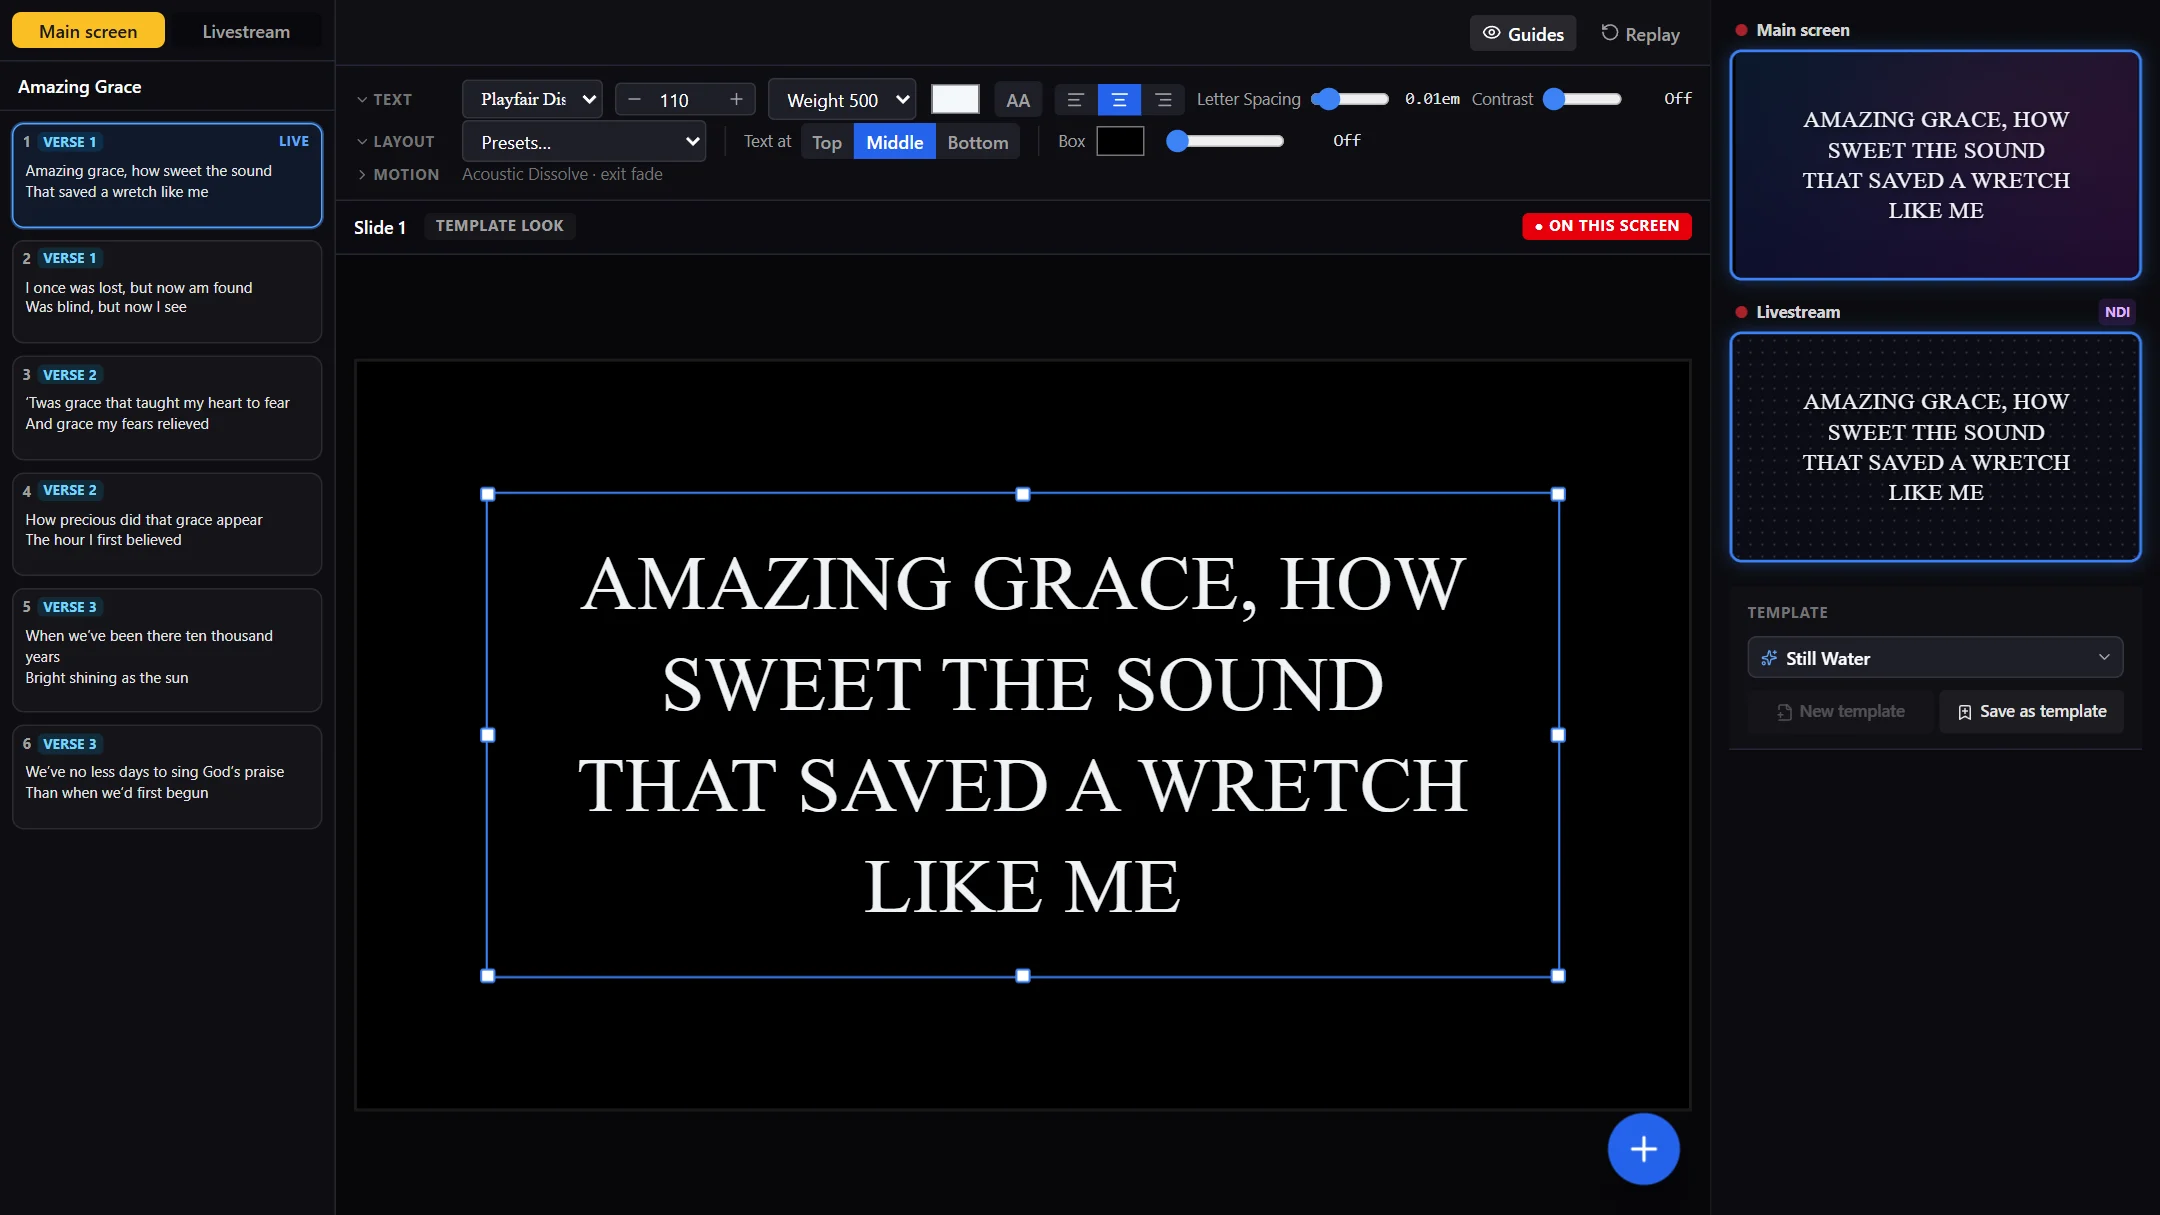 Main screen
Livestream
Amazing Grace
1 VERSE 1 LIVE
Amazing grace, how sweet the sound
That saved a wretch like me
2 VERSE 1
I once was lost, but now am found
Was blind, but now I see
3 VERSE 2
'Twas grace that taught my heart to fear
And grace my fears relieved
4 VERSE 2
How precious did that grace appear
The hour I first believed
5 VERSE 3
When we've been there ten thousand
years
Bright shining as the sun
6 VERSE 3
We've no less days to sing God's praise
Than when we'd first begun
Guides
Replay
TEXT Playfair Dis 110 Weight 500 AA Letter Spacing 0.01em Contrast Off
LAYOUT Presets... Text at Top Middle Bottom Box Off
MOTION Acoustic Dissolve · exit fade
Slide 1 TEMPLATE LOOK
• ON THIS SCREEN
AMAZING GRACE, HOW
SWEET THE SOUND
THAT SAVED A WRETCH
LIKE ME
Main screen
AMAZING GRACE, HOW
SWEET THE SOUND
THAT SAVED A WRETCH
LIKE ME
Livestream NDI
AMAZING GRACE, HOW
SWEET THE SOUND
THAT SAVED A WRETCH
LIKE ME
TEMPLATE
Still Water
New template
Save as template